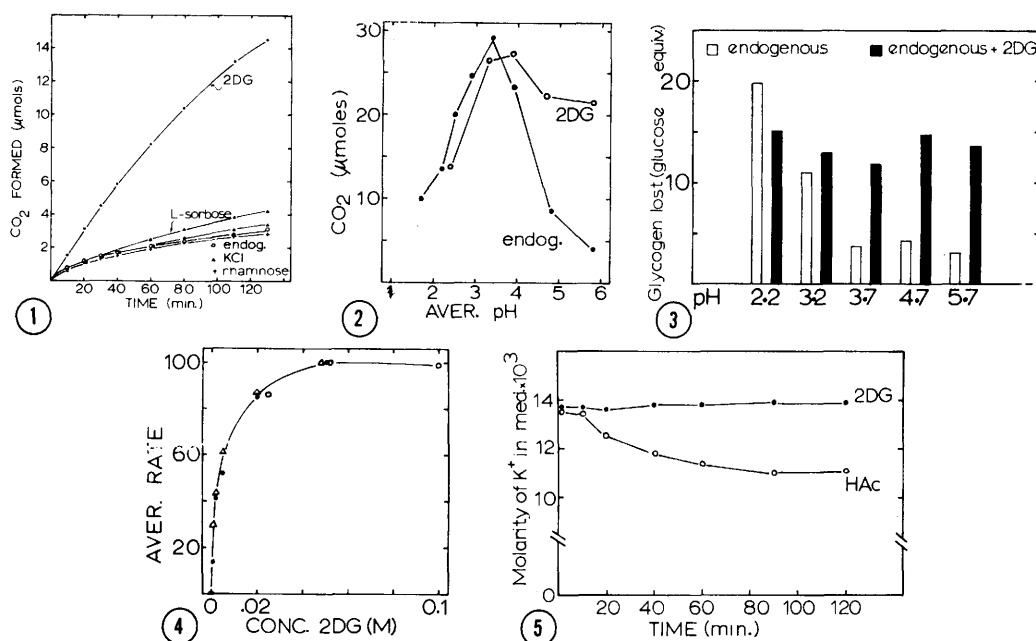 CO₂ FORMED (μmols)
14
12
10
8
6
4
2
2DG
L-sorbose
endog.
KCl
rhamnose
20 40 60 80 100 120
TIME (min.)
1
CO₂ (μmoles)
30
20
10
0
2DG
endog.
1 2 3 4 5 6
AVER. pH
2
endogenous endogenous + 2DG
Glycogen lost (glucose equiv)
20
10
0
pH 2.2 3.2 3.7 4.7 5.7
3
AVER. RATE
100
60
20
0 .02 0.1
CONC. 2DG (M)
4
Molarity of K⁺ in med.×10³
16
14
12
10
0
2DG
HAc
20 40 60 80 100 120
TIME (min.)
5